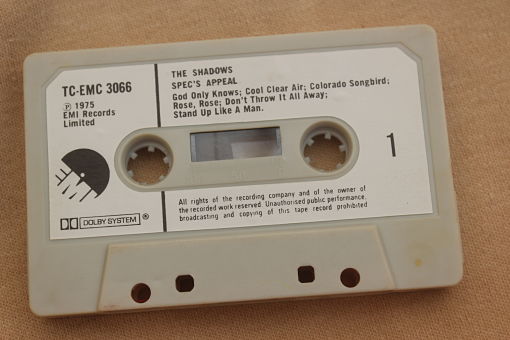 TC-EMC 3066
Ⓟ 1975
EMI Records
Limited
THE SHADOWS
SPEC'S APPEAL
God Only Knows; Cool Clear Air; Colorado Songbird;
Rose, Rose; Don't Throw It All Away;
Stand Up Like A Man.
1
EMI
DOLBY SYSTEM ®
All rights of the recording company and of the owner of
the recorded work reserved. Unauthorised public performance,
broadcasting and copying of this tape record prohibited